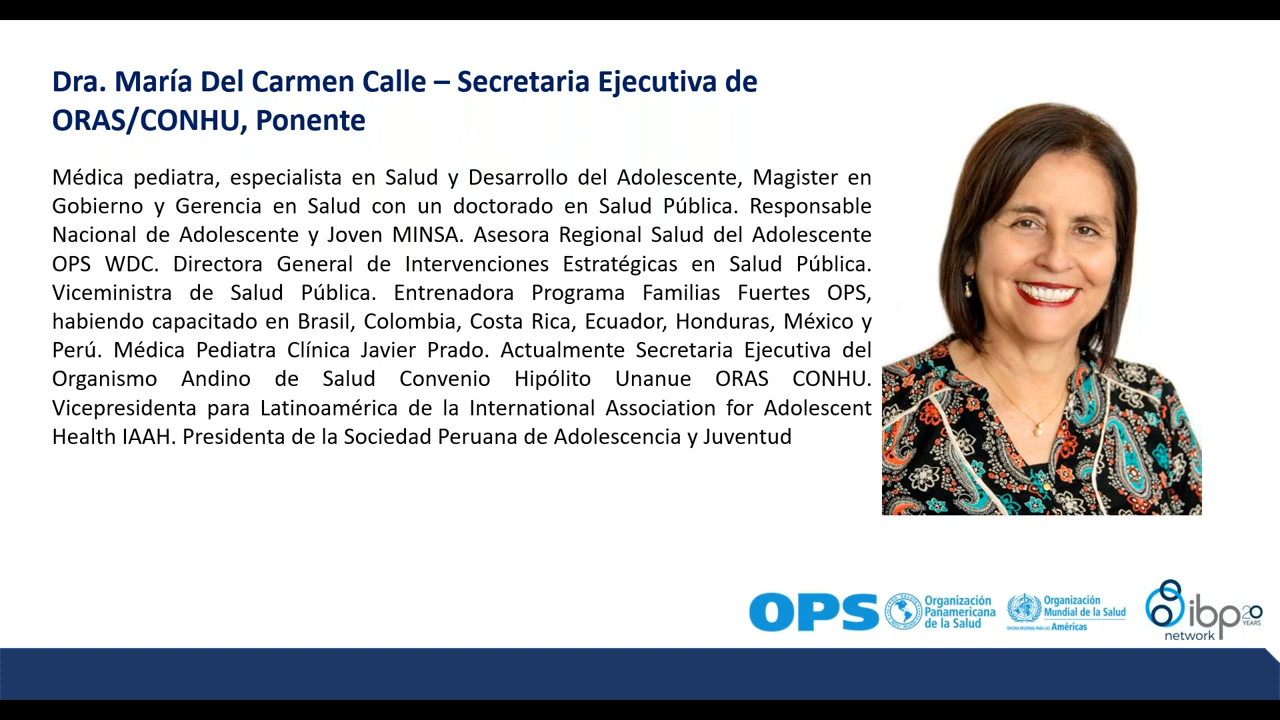 Dra. María Del Carmen Calle – Secretaria Ejecutiva de
ORAS/CONHU, Ponente
Médica pediatra, especialista en Salud y Desarrollo del Adolescente, Magister en
Gobierno y Gerencia en Salud con un doctorado en Salud Pública. Responsable
Nacional de Adolescente y Joven MINSA. Asesora Regional Salud del Adolescente
OPS WDC. Directora General de Intervenciones Estratégicas en Salud Pública.
Viceministra de Salud Pública. Entrenadora Programa Familias Fuertes OPS,
habiendo capacitado en Brasil, Colombia, Costa Rica, Ecuador, Honduras, México y
Perú. Médica Pediatra Clínica Javier Prado. Actualmente Secretaria Ejecutiva del
Organismo Andino de Salud Convenio Hipólito Unanue ORAS CONHU.
Vicepresidenta para Latinoamérica de la International Association for Adolescent
Health IAAH. Presidenta de la Sociedad Peruana de Adolescencia y Juventud
OPS
Organización
Panamericana
de la Salud
Organización
Mundial de la Salud
OFICINA REGIONAL PARA LAS Américas
ibp
network
20
YEARS